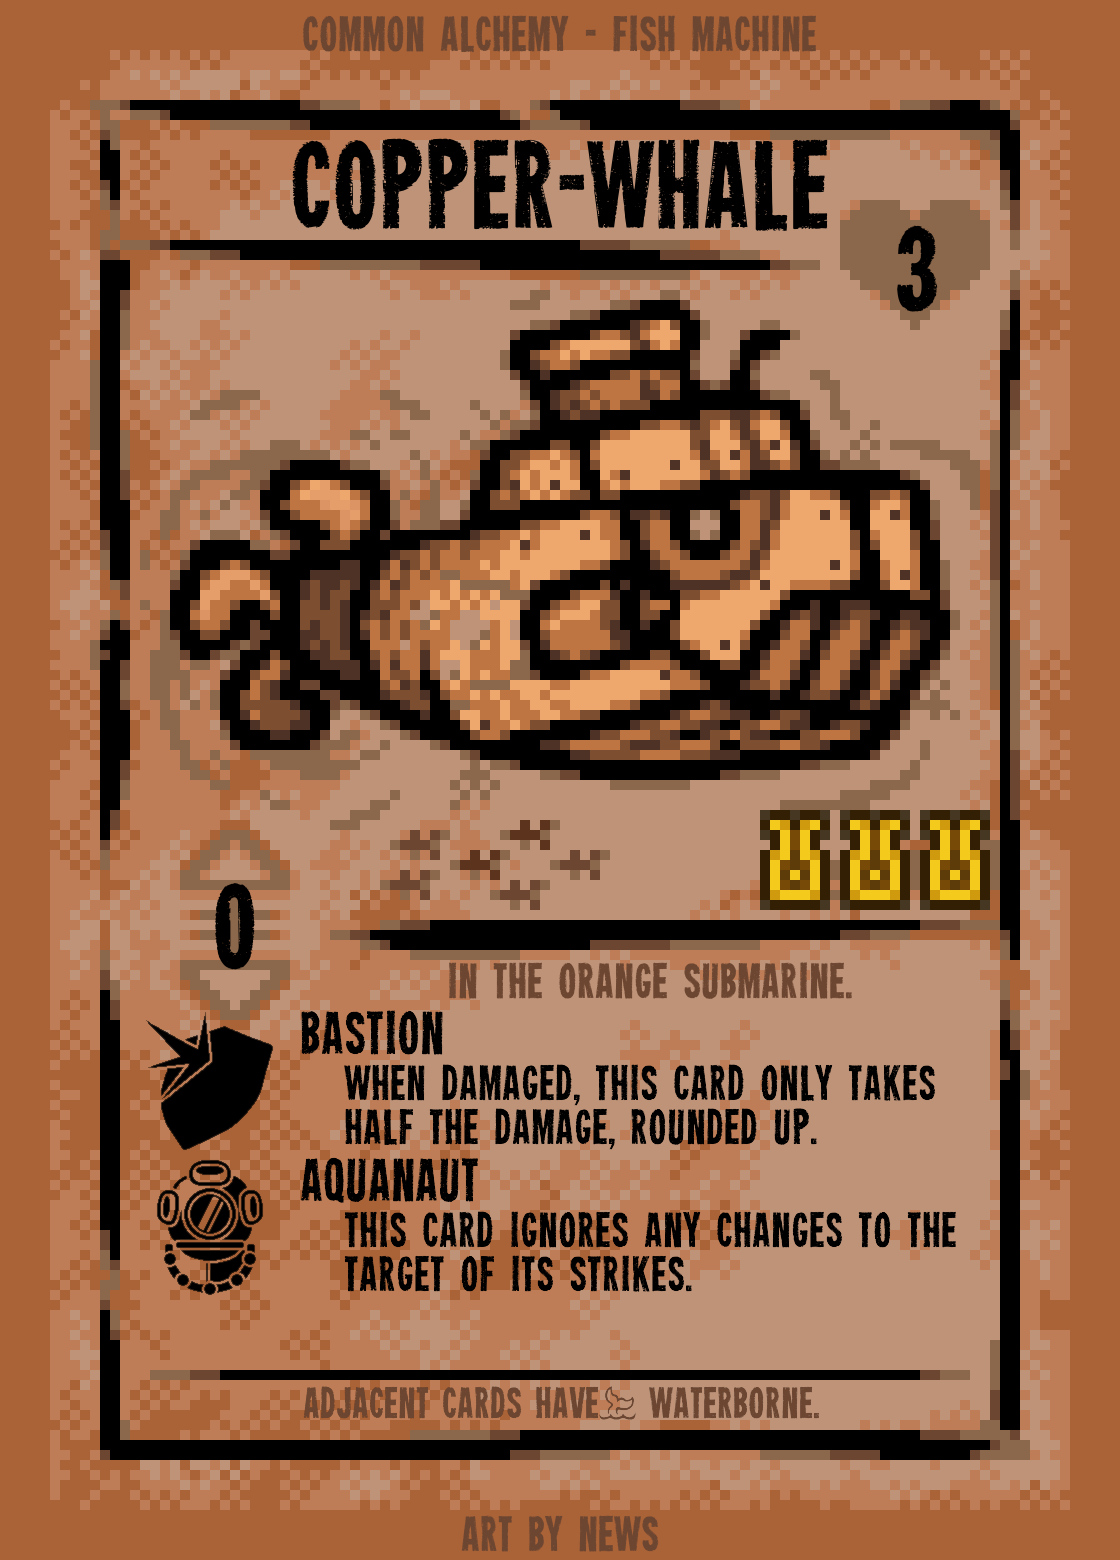 COMMON ALCHEMY - FISH MACHINE
COPPER-WHALE
3
0
IN THE ORANGE SUBMARINE.
BASTION
WHEN DAMAGED, THIS CARD ONLY TAKES
HALF THE DAMAGE, ROUNDED UP.
AQUANAUT
THIS CARD IGNORES ANY CHANGES TO THE
TARGET OF ITS STRIKES.
ADJACENT CARDS HAVE WATERBORNE.
ART BY NEWS